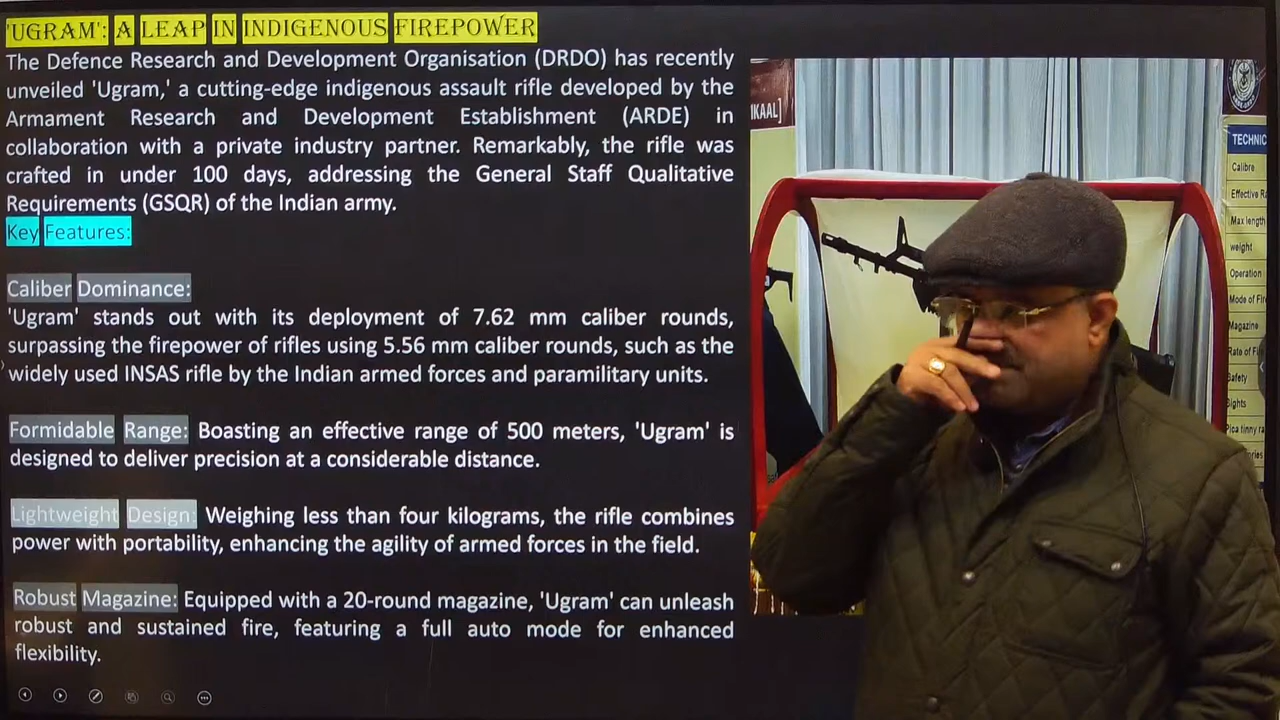 'UGRAM': A LEAP IN INDIGENOUS FIREPOWER
The Defence Research and Development Organisation (DRDO) has recently
unveiled 'Ugram,' a cutting-edge indigenous assault rifle developed by the
Armament Research and Development Establishment (ARDE) in
collaboration with a private industry partner. Remarkably, the rifle was
crafted in under 100 days, addressing the General Staff Qualitative
Requirements (GSQR) of the Indian army.
Key Features:
Caliber Dominance:
'Ugram' stands out with its deployment of 7.62 mm caliber rounds,
surpassing the firepower of rifles using 5.56 mm caliber rounds, such as the
widely used INSAS rifle by the Indian armed forces and paramilitary units.
Formidable Range: Boasting an effective range of 500 meters, 'Ugram' is
designed to deliver precision at a considerable distance.
Lightweight Design: Weighing less than four kilograms, the rifle combines
power with portability, enhancing the agility of armed forces in the field.
Robust Magazine: Equipped with a 20-round magazine, 'Ugram' can unleash
robust and sustained fire, featuring a full auto mode for enhanced
flexibility.
IKAAL]
TECHNIC
Calibre
Effective Ra
Max length
weight
Operation
Mode of Fir
Magazine
Rate of Fir
Safety
Sights
Pica tinny ra